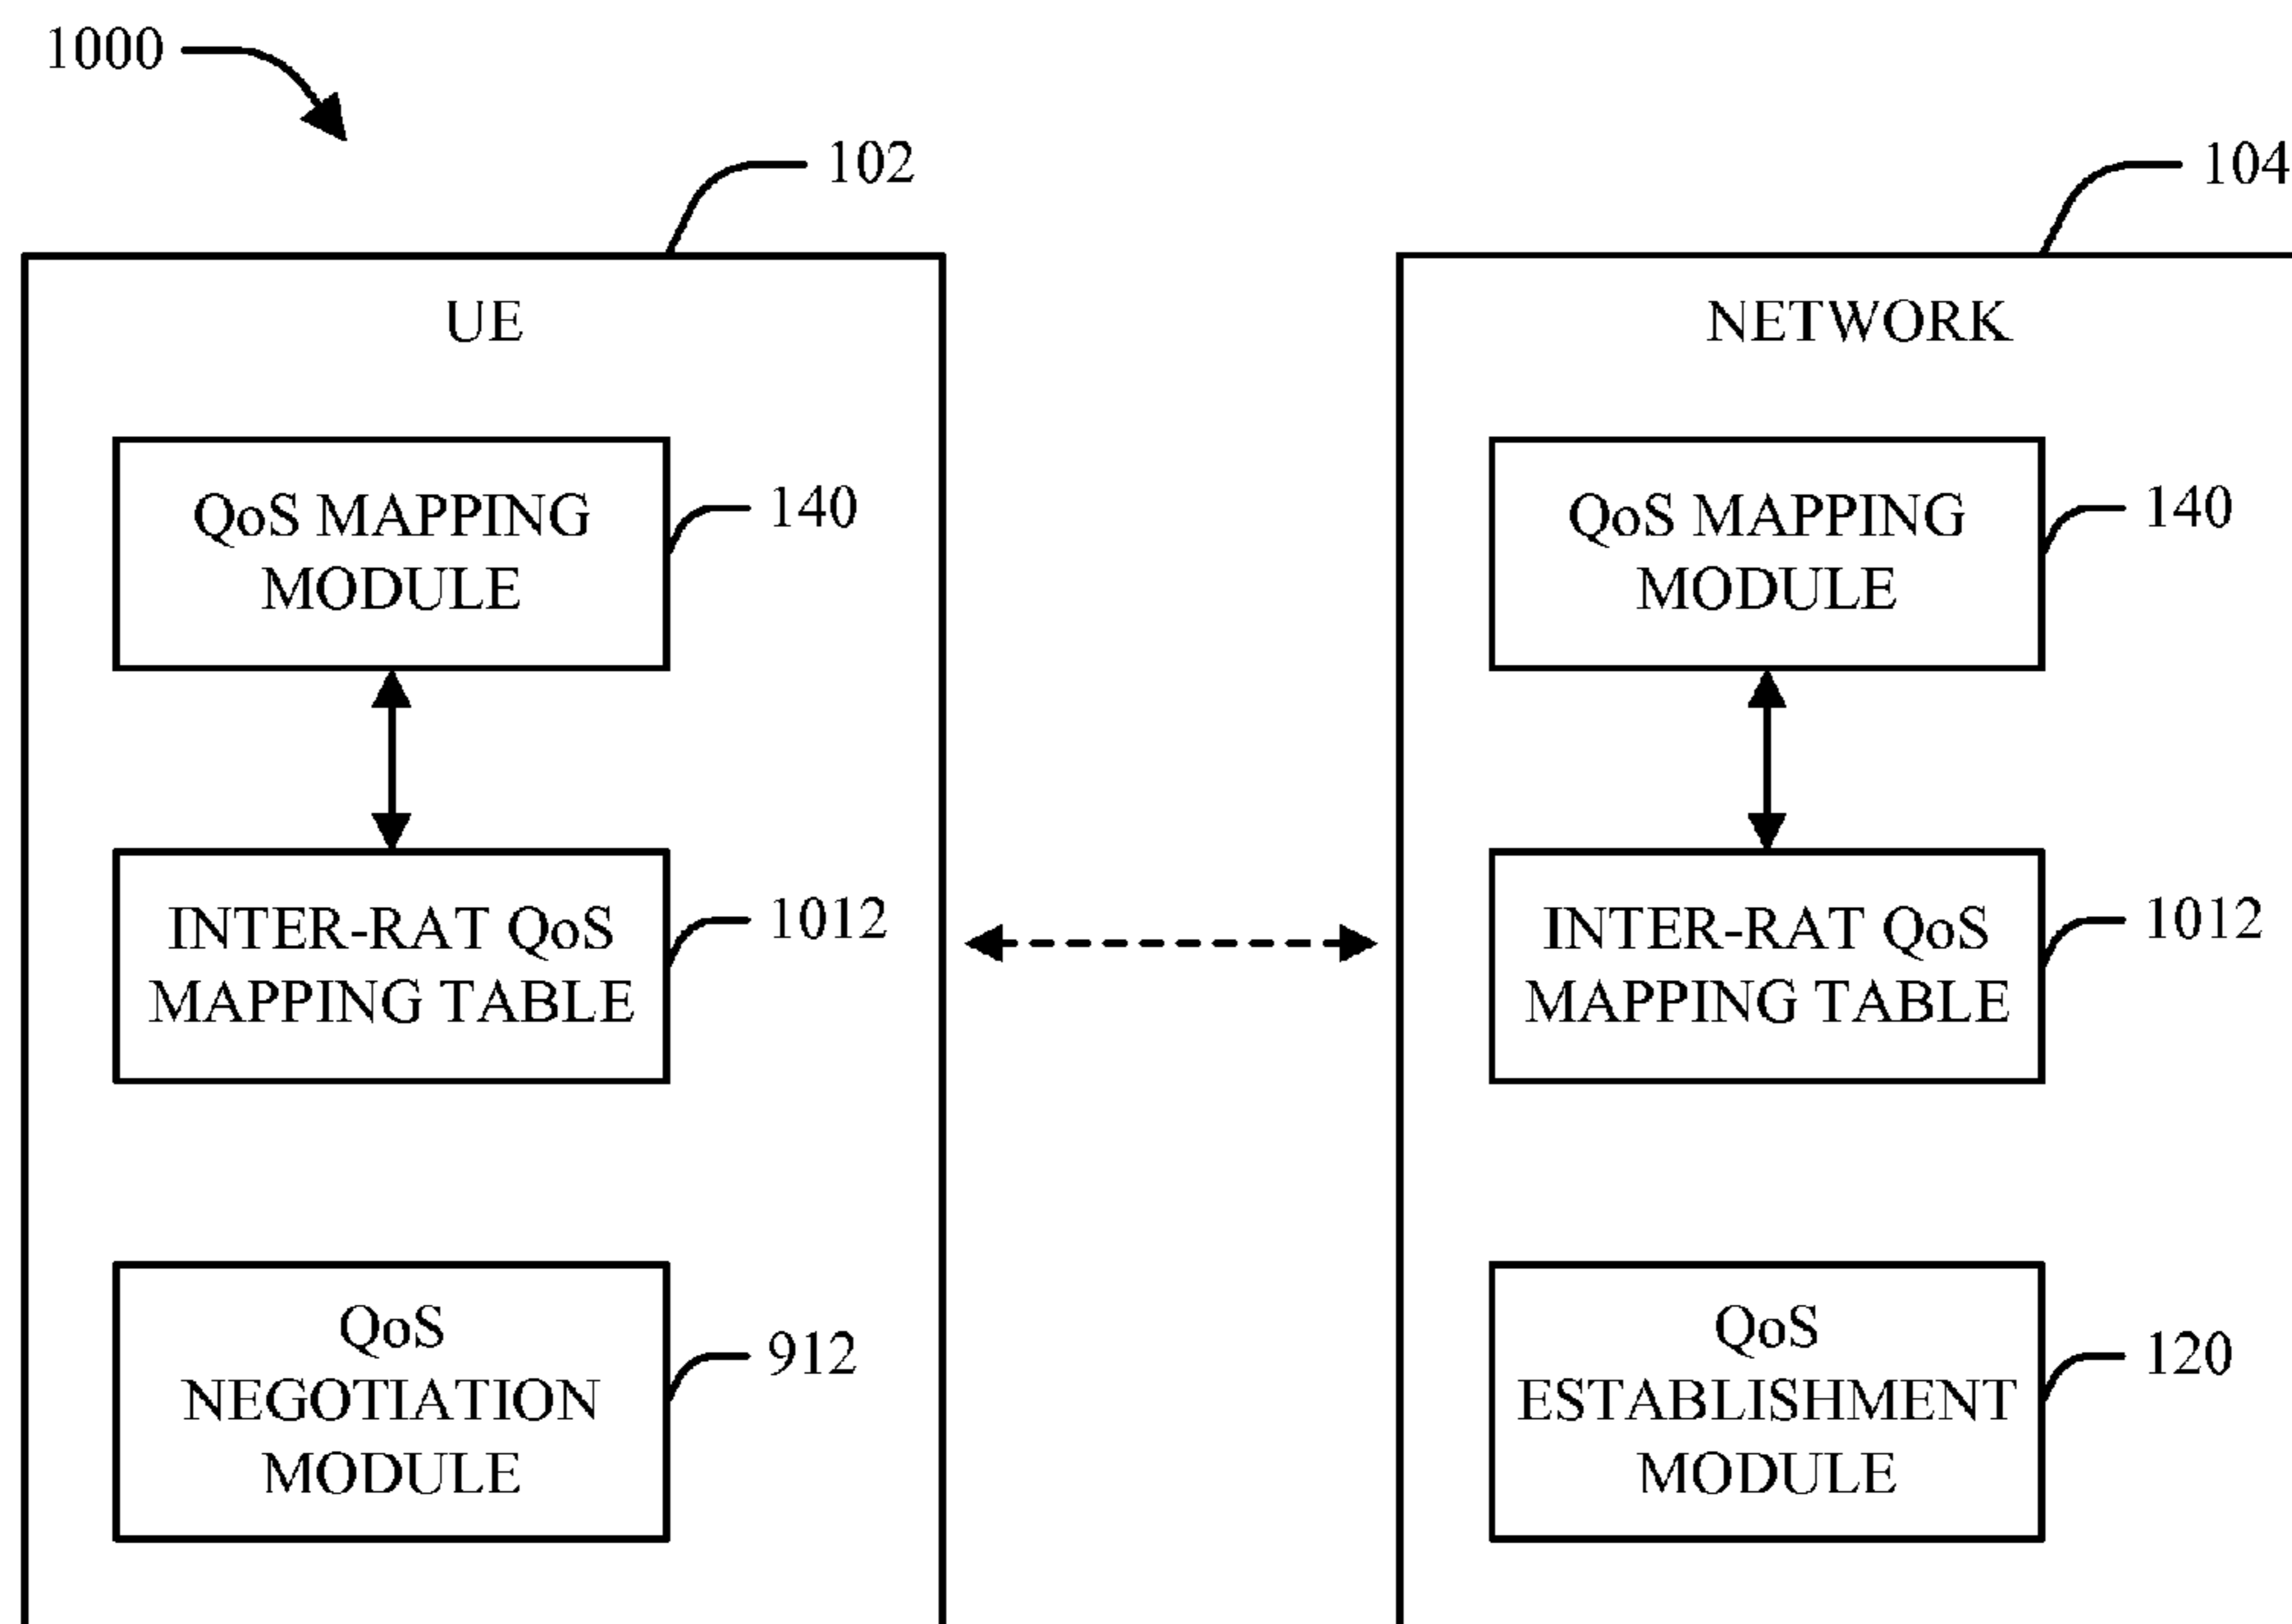 1000
102
104
UE
NETWORK
QoS MAPPING
MODULE
140
QoS MAPPING
MODULE
140
INTER-RAT QoS
MAPPING TABLE
1012
INTER-RAT QoS
MAPPING TABLE
1012
QoS
NEGOTIATION
MODULE
912
QoS
ESTABLISHMENT
MODULE
120